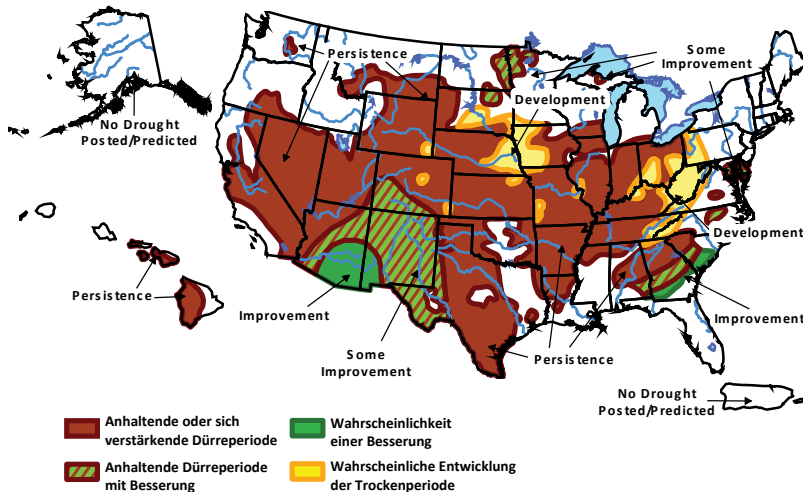 Persistence
Some
Improvement
Development
No Drought
Posted/Predicted
Development
Persistence
Improvement
Improvement
Some
Improvement
Persistence
No Drought
Posted/Predicted
Anhaltende oder sich
verstärkende Dürreperiode
Wahrscheinlichkeit
einer Besserung
Anhaltende Dürreperiode
mit Besserung
Wahrscheinliche Entwicklung
der Trockenperiode